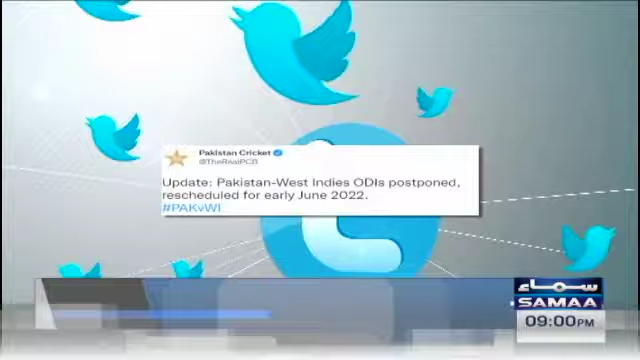 Pakistan Cricket
@TheRealPCB
Update: Pakistan-West Indies ODIs postponed,
rescheduled for early June 2022.
#PAKvWI
سماء
SAMAA
09:00PM